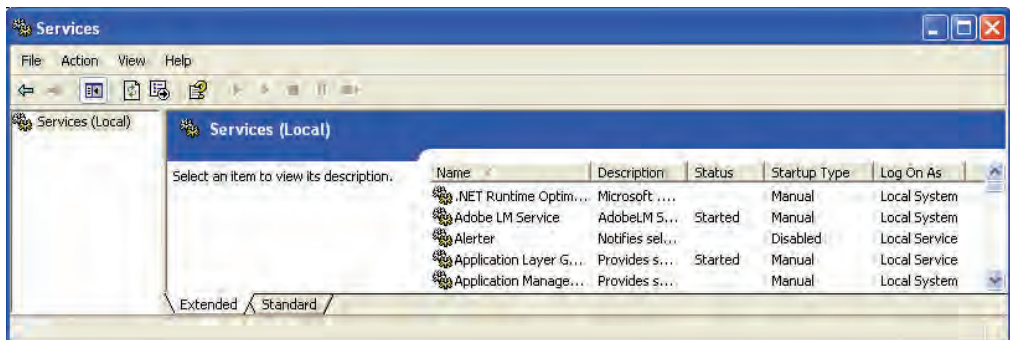 Services
File Action View Help
Services (Local)
Services (Local)
Select an item to view its description.
Name Description Status Startup Type Log On As
.NET Runtime Optim... Microsoft .... Manual Local System
Adobe LM Service AdobeLM S... Started Manual Local System
Alerter Notifies sel... Disabled Local Service
Application Layer G... Provides s... Started Manual Local Service
Application Manage... Provides s... Manual Local System
Extended Standard